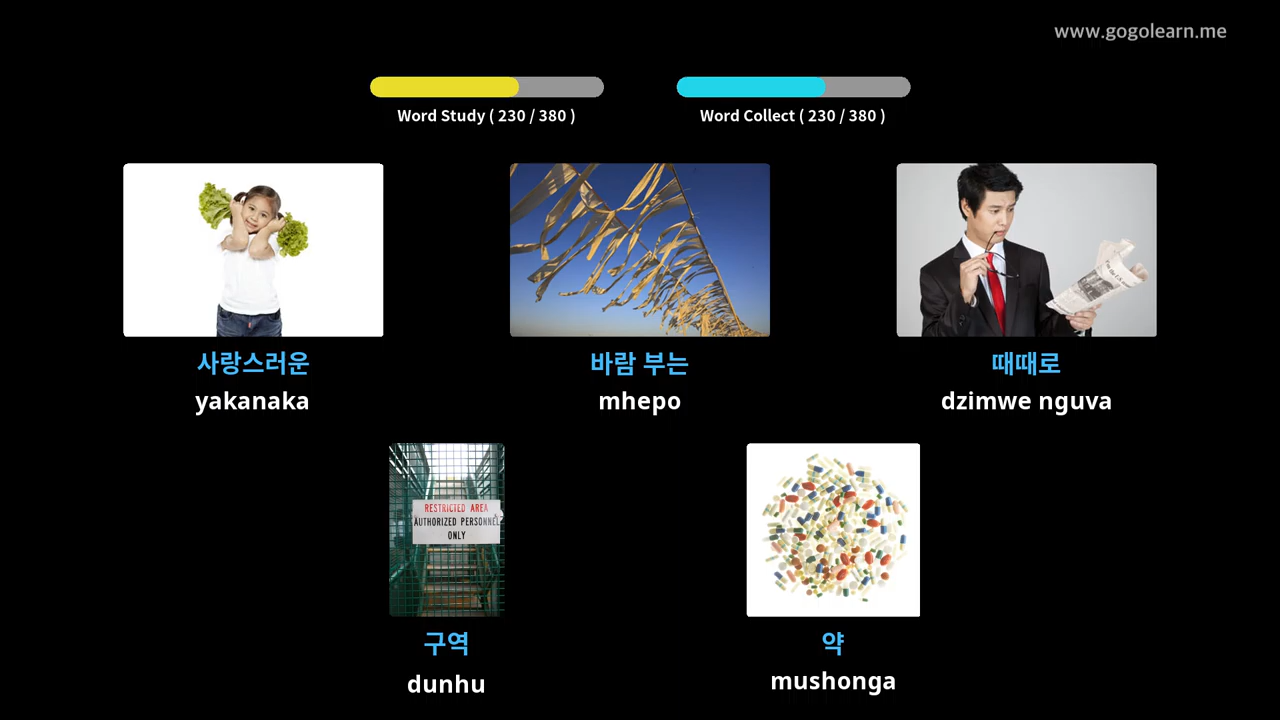 www.gogolearn.me
Word Study ( 230 / 380 )
Word Collect ( 230 / 380 )
사랑스러운
yakanaka
바람 부는
mhepo
때때로
dzimwe nguva
RESTRICTED AREA
AUTHORIZED PERSONNEL
ONLY
구역
dunhu
약
mushonga